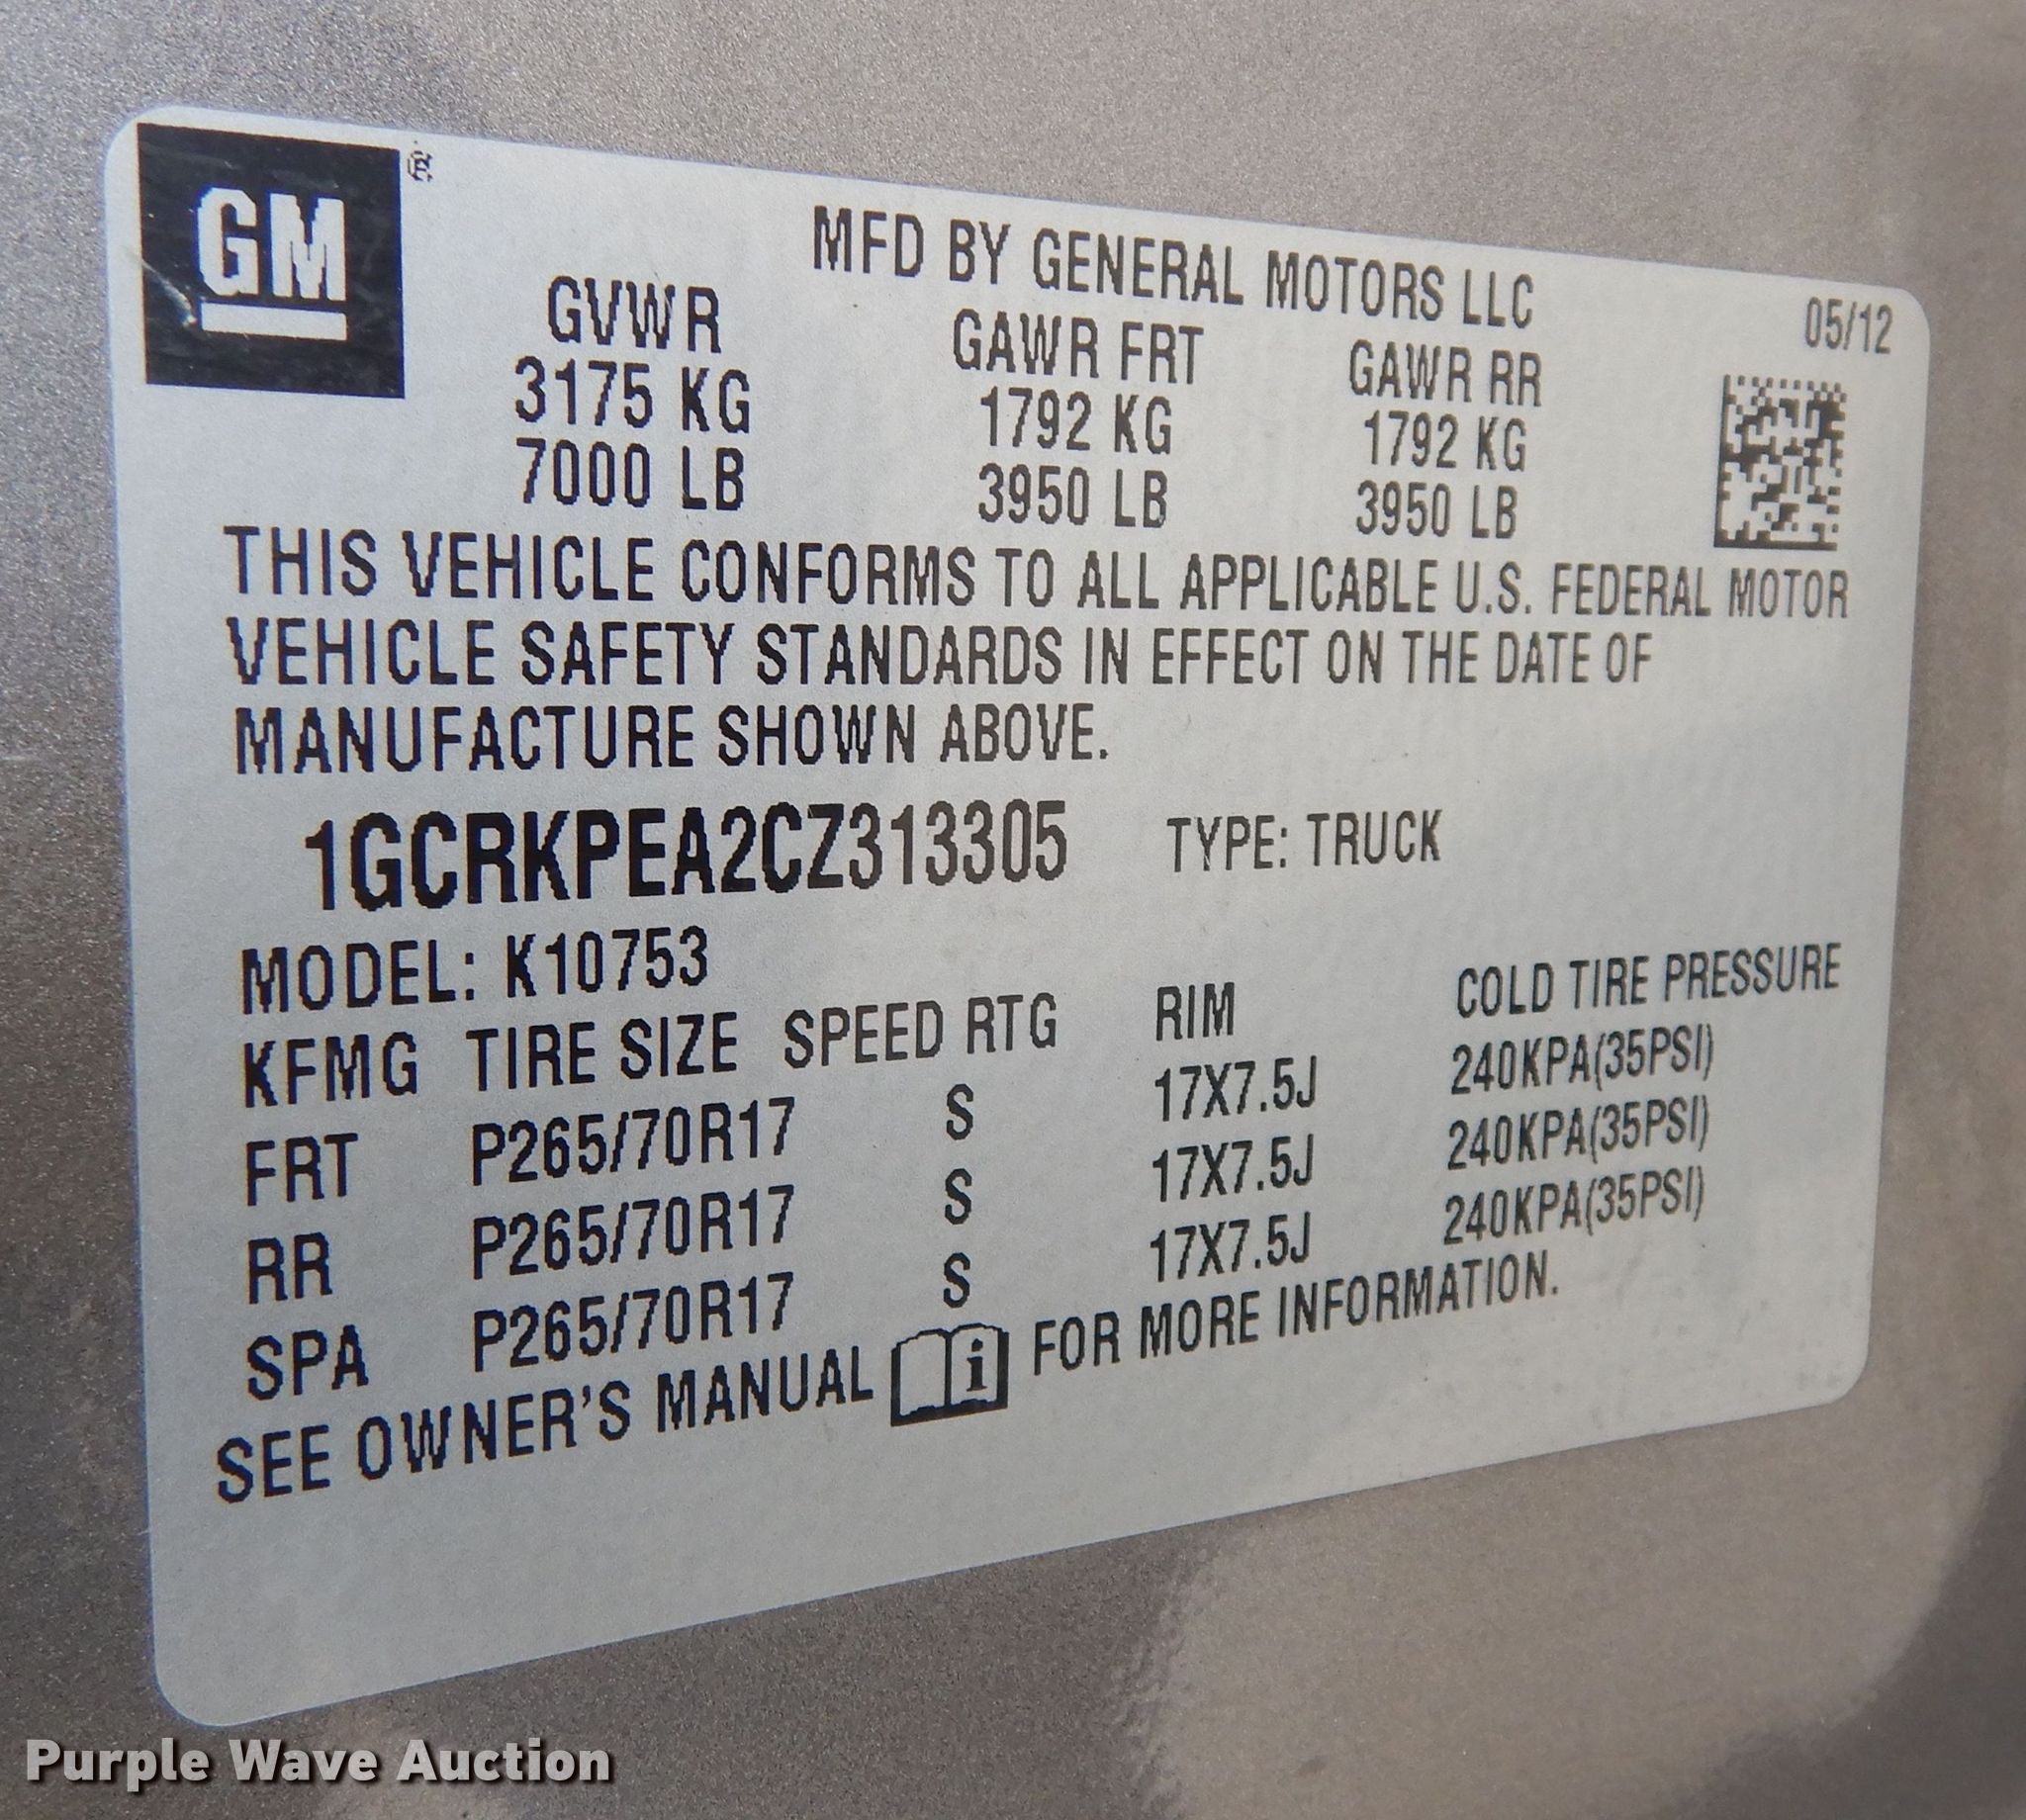 GM ®
MFD BY GENERAL MOTORS LLC
05/12
GVWR GAWR FRT GAWR RR
3175 KG 1792 KG 1792 KG
7000 LB 3950 LB 3950 LB
THIS VEHICLE CONFORMS TO ALL APPLICABLE U.S. FEDERAL MOTOR
VEHICLE SAFETY STANDARDS IN EFFECT ON THE DATE OF
MANUFACTURE SHOWN ABOVE.
1GCRKPEA2CZ313305 TYPE: TRUCK
MODEL: K10753
KFMG TIRE SIZE SPEED RTG RIM COLD TIRE PRESSURE
FRT P265/70R17 S 17X7.5J 240KPA(35PSI)
RR P265/70R17 S 17X7.5J 240KPA(35PSI)
SPA P265/70R17 S 17X7.5J 240KPA(35PSI)
SEE OWNER'S MANUAL i FOR MORE INFORMATION.
Purple Wave Auction